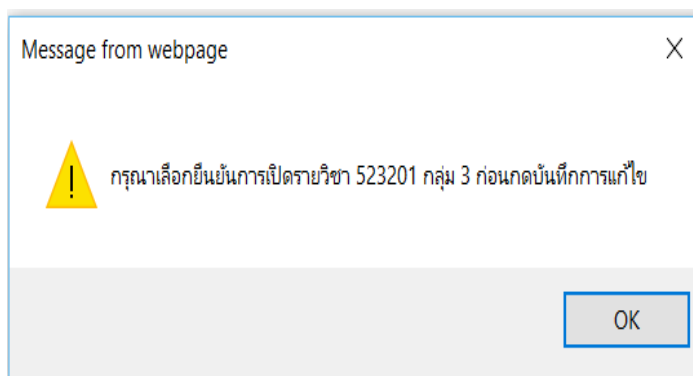 Message from webpage
กรุณาเลือกยืนยันการเปิดรายวิชา 523201 กลุ่ม 3 ก่อนกดบันทึกการแก้ไข
OK